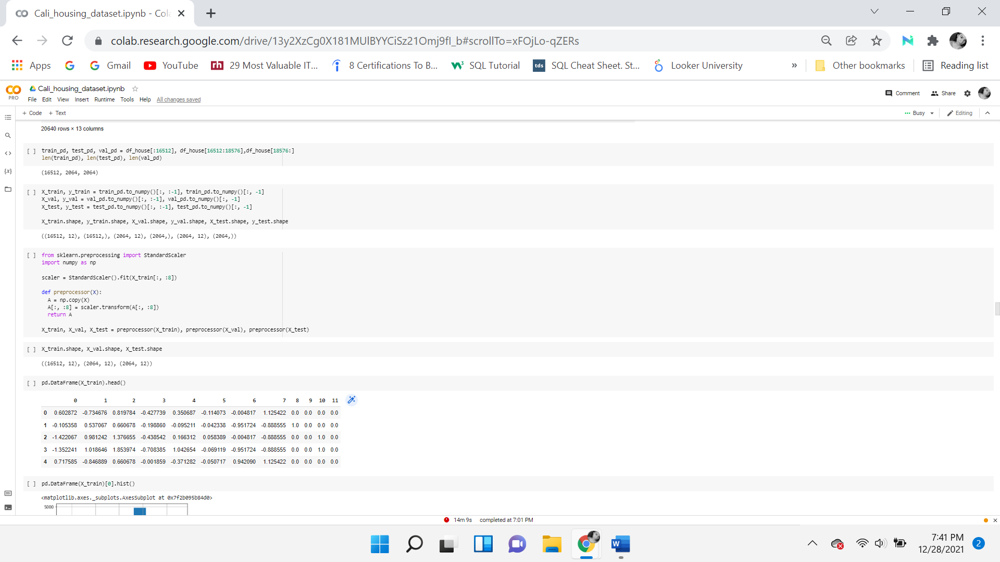 Cali_housing_dataset.ipynb - Cola
colab.research.google.com/drive/13y2XzCg0X181MUlBYYCiSz21Omj9fI_b#scrollTo=xFOjLo-qZERs
Apps Gmail YouTube 29 Most Valuable IT... 8 Certifications To B... SQL Tutorial SQL Cheat Sheet. St... Looker University » Other bookmarks Reading list
Cali_housing_dataset.ipynb
PRO
File Edit View Insert Runtime Tools Help All changes saved
Comment Share
+ Code + Text
Busy Editing
20640 rows × 13 columns
[ ] train_pd, test_pd, val_pd = df_house[:16512], df_house[16512:18576],df_house[18576:]
len(train_pd), len(test_pd), len(val_pd)
(16512, 2064, 2064)
[ ] X_train, y_train = train_pd.to_numpy()[:, :-1], train_pd.to_numpy()[:, -1]
X_val, y_val = val_pd.to_numpy()[:, :-1], val_pd.to_numpy()[:, -1]
X_test, y_test = test_pd.to_numpy()[:, :-1], test_pd.to_numpy()[:, -1]
X_train.shape, y_train.shape, X_val.shape, y_val.shape, X_test.shape, y_test.shape
((16512, 12), (16512,), (2064, 12), (2064,), (2064, 12), (2064,))
[ ] from sklearn.preprocessing import StandardScaler
import numpy as np
scaler = StandardScaler().fit(X_train[:, :8])
def preprocessor(X):
A = np.copy(X)
A[:, :8] = scaler.transform(A[:, :8])
return A
X_train, X_val, X_test = preprocessor(X_train), preprocessor(X_val), preprocessor(X_test)
[ ] X_train.shape, X_val.shape, X_test.shape
((16512, 12), (2064, 12), (2064, 12))
[ ] pd.DataFrame(X_train).head()
0 1 2 3 4 5 6 7 8 9 10 11
0 0.602872 -0.734676 0.819784 -0.427739 0.350687 -0.114073 -0.004817 1.125422 0.0 0.0 0.0 0.0
1 -0.105358 0.537067 0.660678 -0.198860 -0.095211 -0.042338 -0.951724 -0.888555 1.0 0.0 0.0 0.0
2 -1.422067 0.981242 1.376655 -0.438542 0.166312 0.058389 -0.004817 -0.888555 0.0 0.0 1.0 0.0
3 -1.352241 1.018646 1.853974 -0.708385 1.042654 -0.069119 -0.951724 -0.888555 0.0 0.0 1.0 0.0
4 0.717585 -0.846889 0.660678 -0.001859 -0.371282 -0.050717 0.942090 1.125422 0.0 0.0 0.0 0.0
[ ] pd.DataFrame(X_train)[0].hist()
<matplotlib.axes._subplots.AxesSubplot at 0x7f2b095b84d0>
5000
14m 9s completed at 7:01 PM
7:41 PM
12/28/2021
2